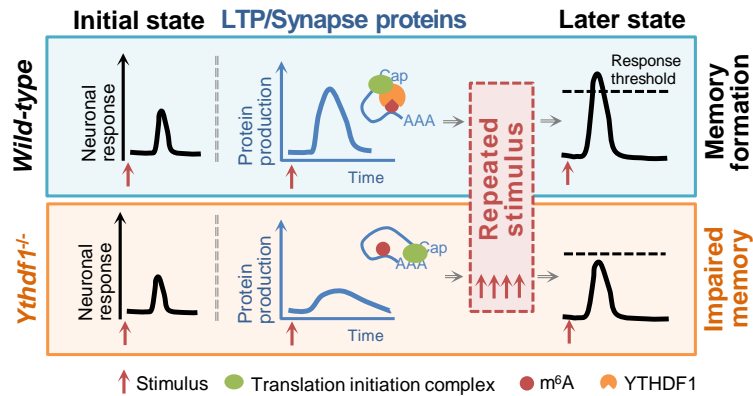 Initial state
LTP/Synapse proteins
Later state
Wild-type
Neuronal
response
Protein
production
Time
Cap
AAA
Repeated
stimulus
Response
threshold
Memory
formation
Ythdf1-/-
Neuronal
response
Protein
production
Time
Cap
AAA
Impaired
memory
Stimulus
Translation initiation complex
m⁶A
YTHDF1